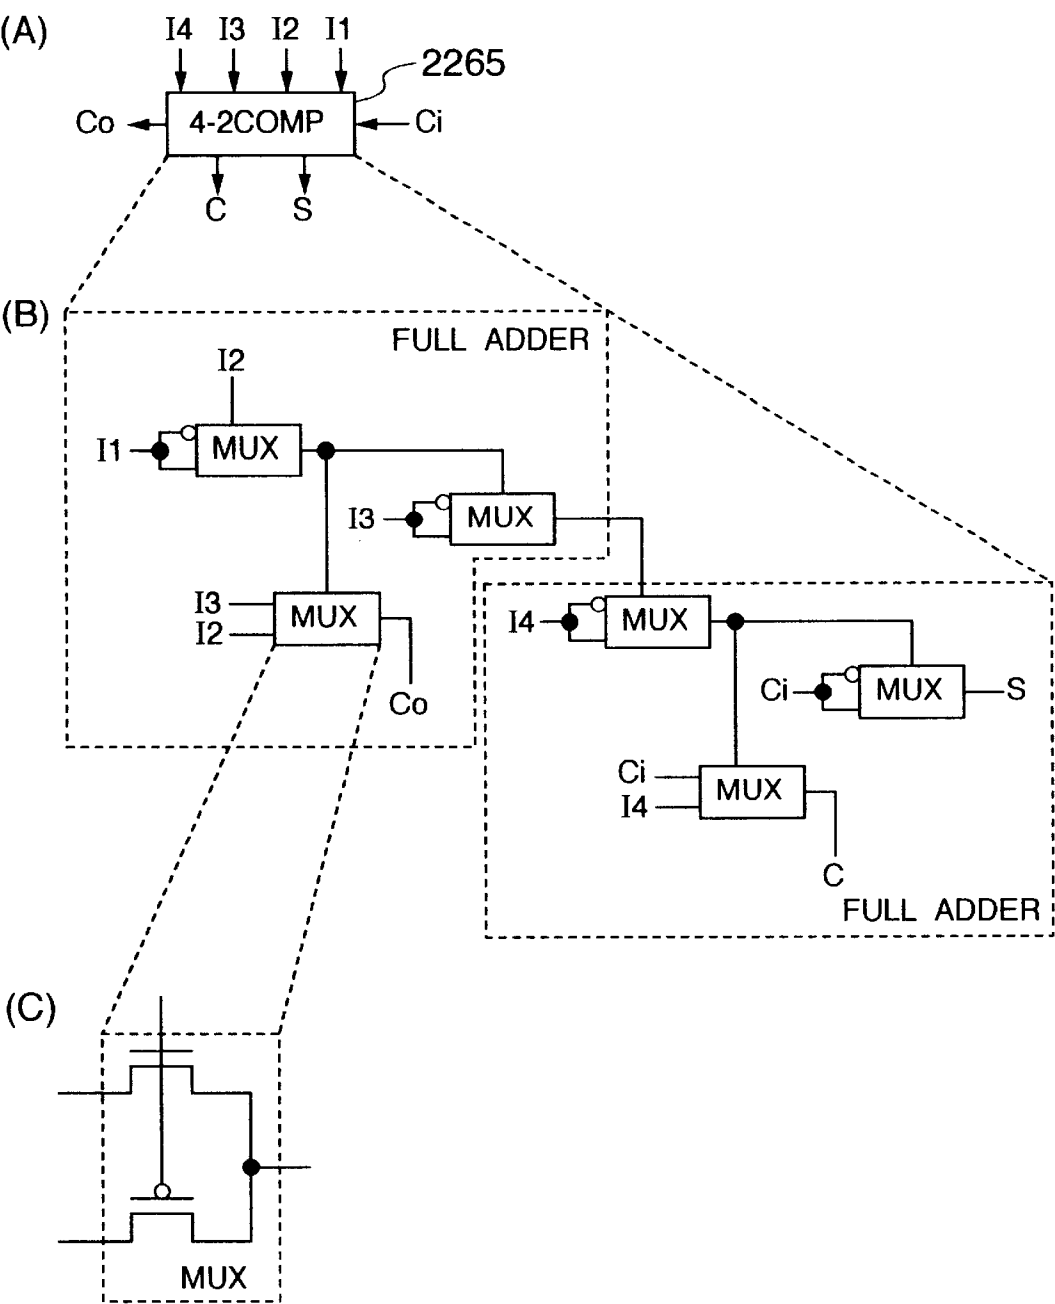 (A)
I4 I3 I2 I1
2265
Co 4-2COMP Ci
C S
(B)
FULL ADDER
I2
I1 MUX
I3 MUX
I3
I2 MUX
Co
I4 MUX
Ci MUX S
Ci
I4 MUX
C
FULL ADDER
(C)
MUX